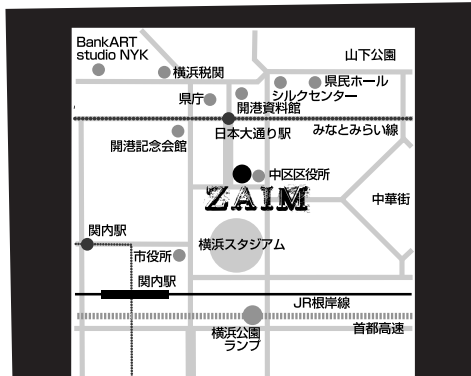 BankART
studio NYK
山下公園
横浜税関
県民ホール
県庁
シルクセンター
開港資料館
みなとみらい線
日本大通り駅
開港記念会館
中区区役所
ZAIM
中華街
関内駅
横浜スタジアム
市役所
関内駅
JR根岸線
首都高速
横浜公園
ランプ